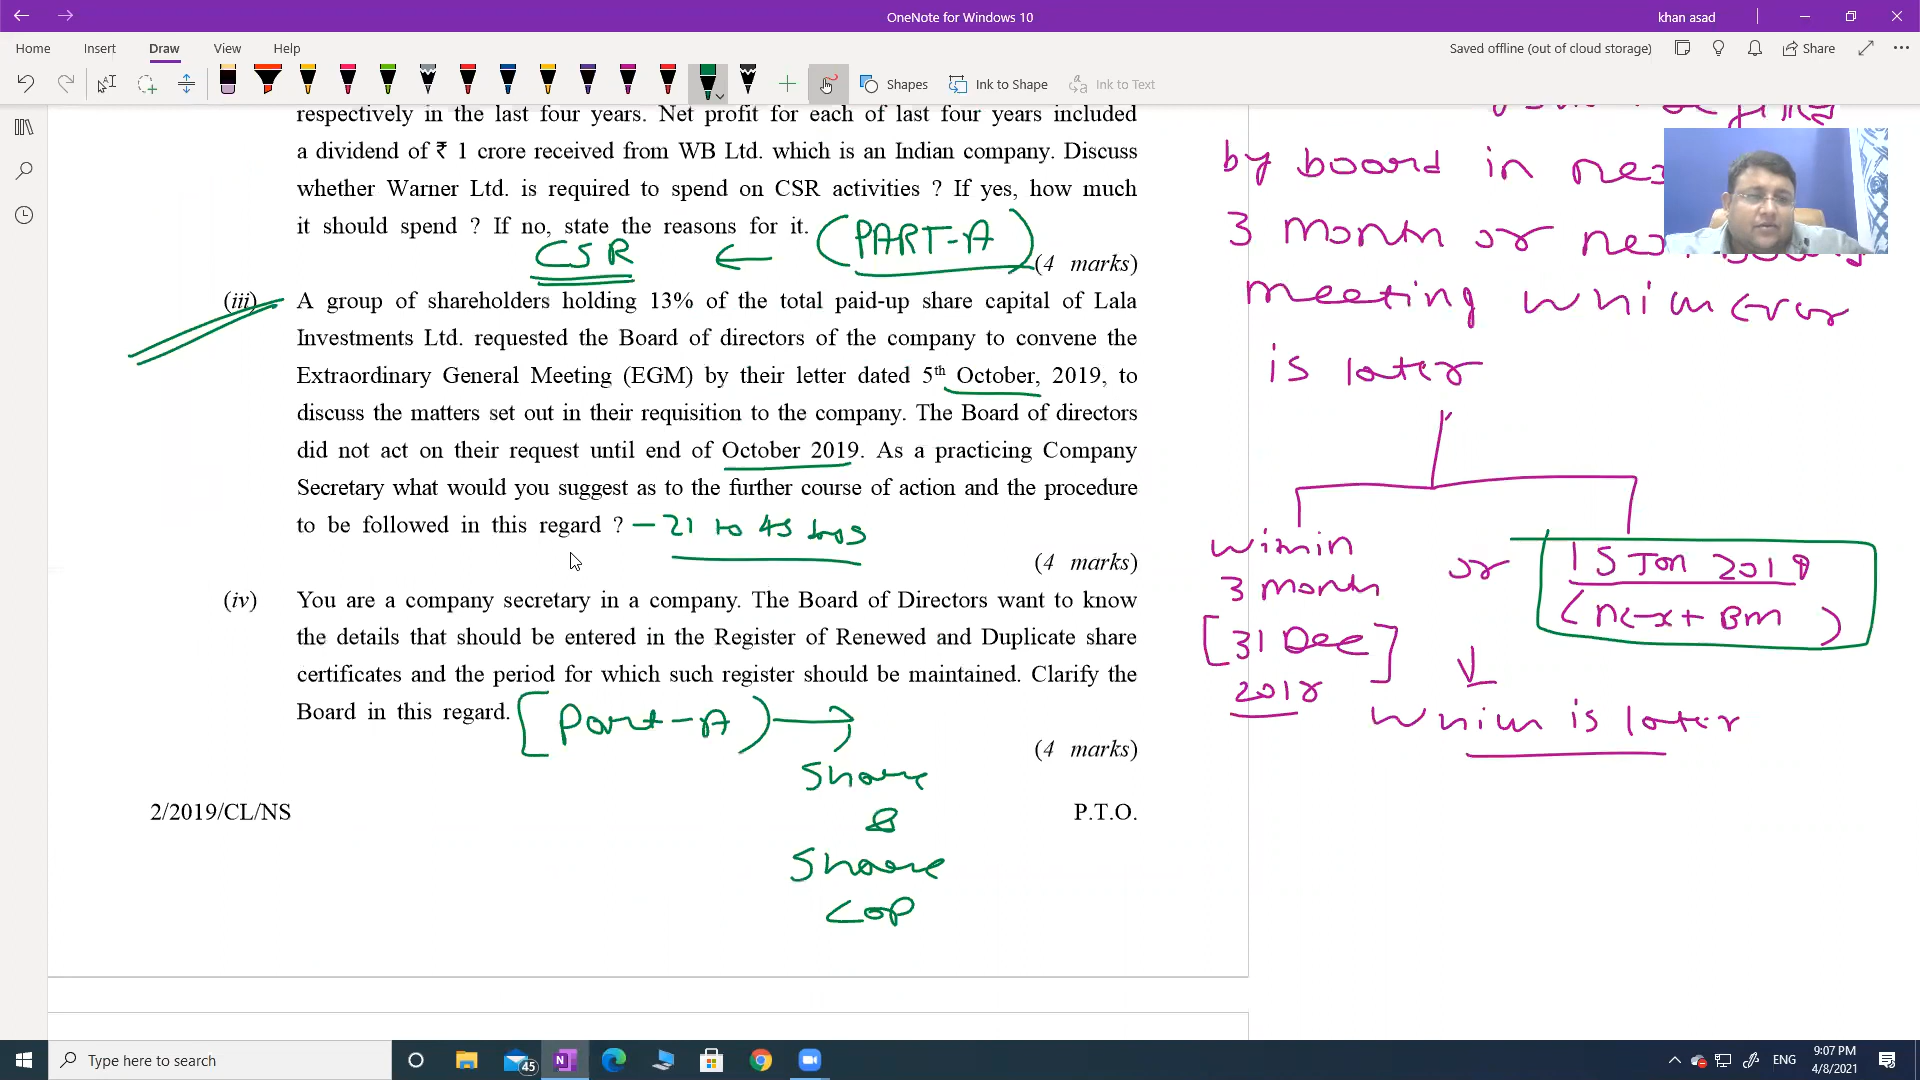 OneNote for Windows 10
khan asad
Home Insert Draw View Help
Saved offline (out of cloud storage)
Share
Shapes
Ink to Shape
Ink to Text
respectively in the last four years. Net profit for each of last four years included
a dividend of ₹ 1 crore received from WB Ltd. which is an Indian company. Discuss
whether Warner Ltd. is required to spend on CSR activities ? If yes, how much
it should spend ? If no, state the reasons for it. (PART-A)
CSR ←
(4 marks)
(iii) A group of shareholders holding 13% of the total paid-up share capital of Lala
Investments Ltd. requested the Board of directors of the company to convene the
Extraordinary General Meeting (EGM) by their letter dated 5th October, 2019, to
discuss the matters set out in their requisition to the company. The Board of directors
did not act on their request until end of October 2019. As a practicing Company
Secretary what would you suggest as to the further course of action and the procedure
to be followed in this regard ? – 21 to 45 days
(4 marks)
(iv) You are a company secretary in a company. The Board of Directors want to know
the details that should be entered in the Register of Renewed and Duplicate share
certificates and the period for which such register should be maintained. Clarify the
Board in this regard. [Part-A) →
(4 marks)
Share
&
Share
Cap
2/2019/CL/NS P.T.O.
by board in
3 month or
meeting whichever
is later
within
3 month
[31 Dec]
2018
or
15 Jan 2019
(next BM)
which is later
Type here to search
45
ENG
9:07 PM
4/8/2021